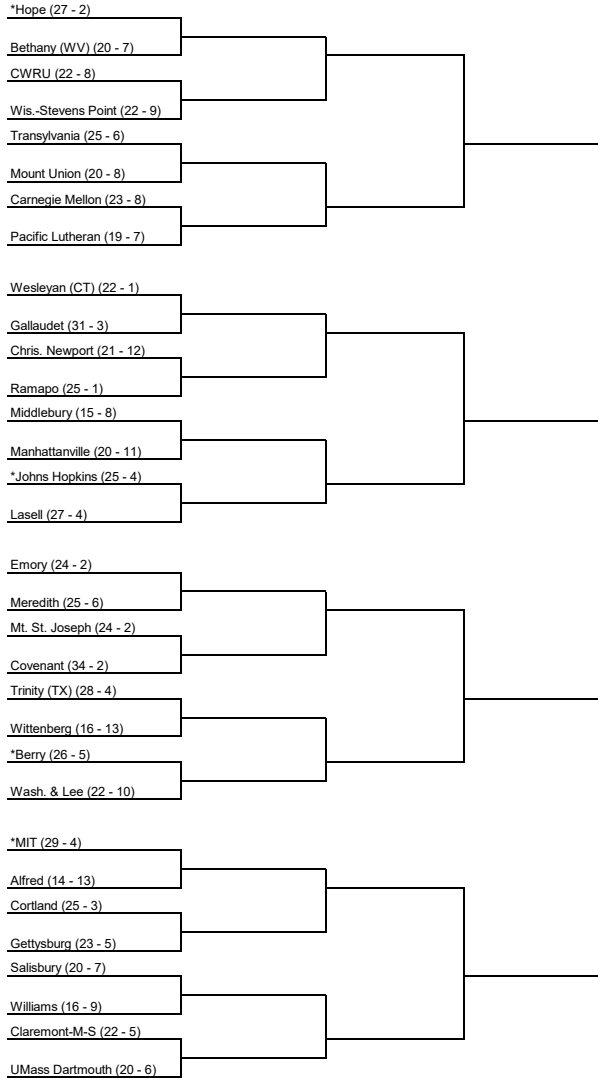 *Hope (27 - 2)
Bethany (WV) (20 - 7)
CWRU (22 - 8)
Wis.-Stevens Point (22 - 9)
Transylvania (25 - 6)
Mount Union (20 - 8)
Carnegie Mellon (23 - 8)
Pacific Lutheran (19 - 7)
Wesleyan (CT) (22 - 1)
Gallaudet (31 - 3)
Chris. Newport (21 - 12)
Ramapo (25 - 1)
Middlebury (15 - 8)
Manhattanville (20 - 11)
*Johns Hopkins (25 - 4)
Lasell (27 - 4)
Emory (24 - 2)
Meredith (25 - 6)
Mt. St. Joseph (24 - 2)
Covenant (34 - 2)
Trinity (TX) (28 - 4)
Wittenberg (16 - 13)
*Berry (26 - 5)
Wash. & Lee (22 - 10)
*MIT (29 - 4)
Alfred (14 - 13)
Cortland (25 - 3)
Gettysburg (23 - 5)
Salisbury (20 - 7)
Williams (16 - 9)
Claremont-M-S (22 - 5)
UMass Dartmouth (20 - 6)